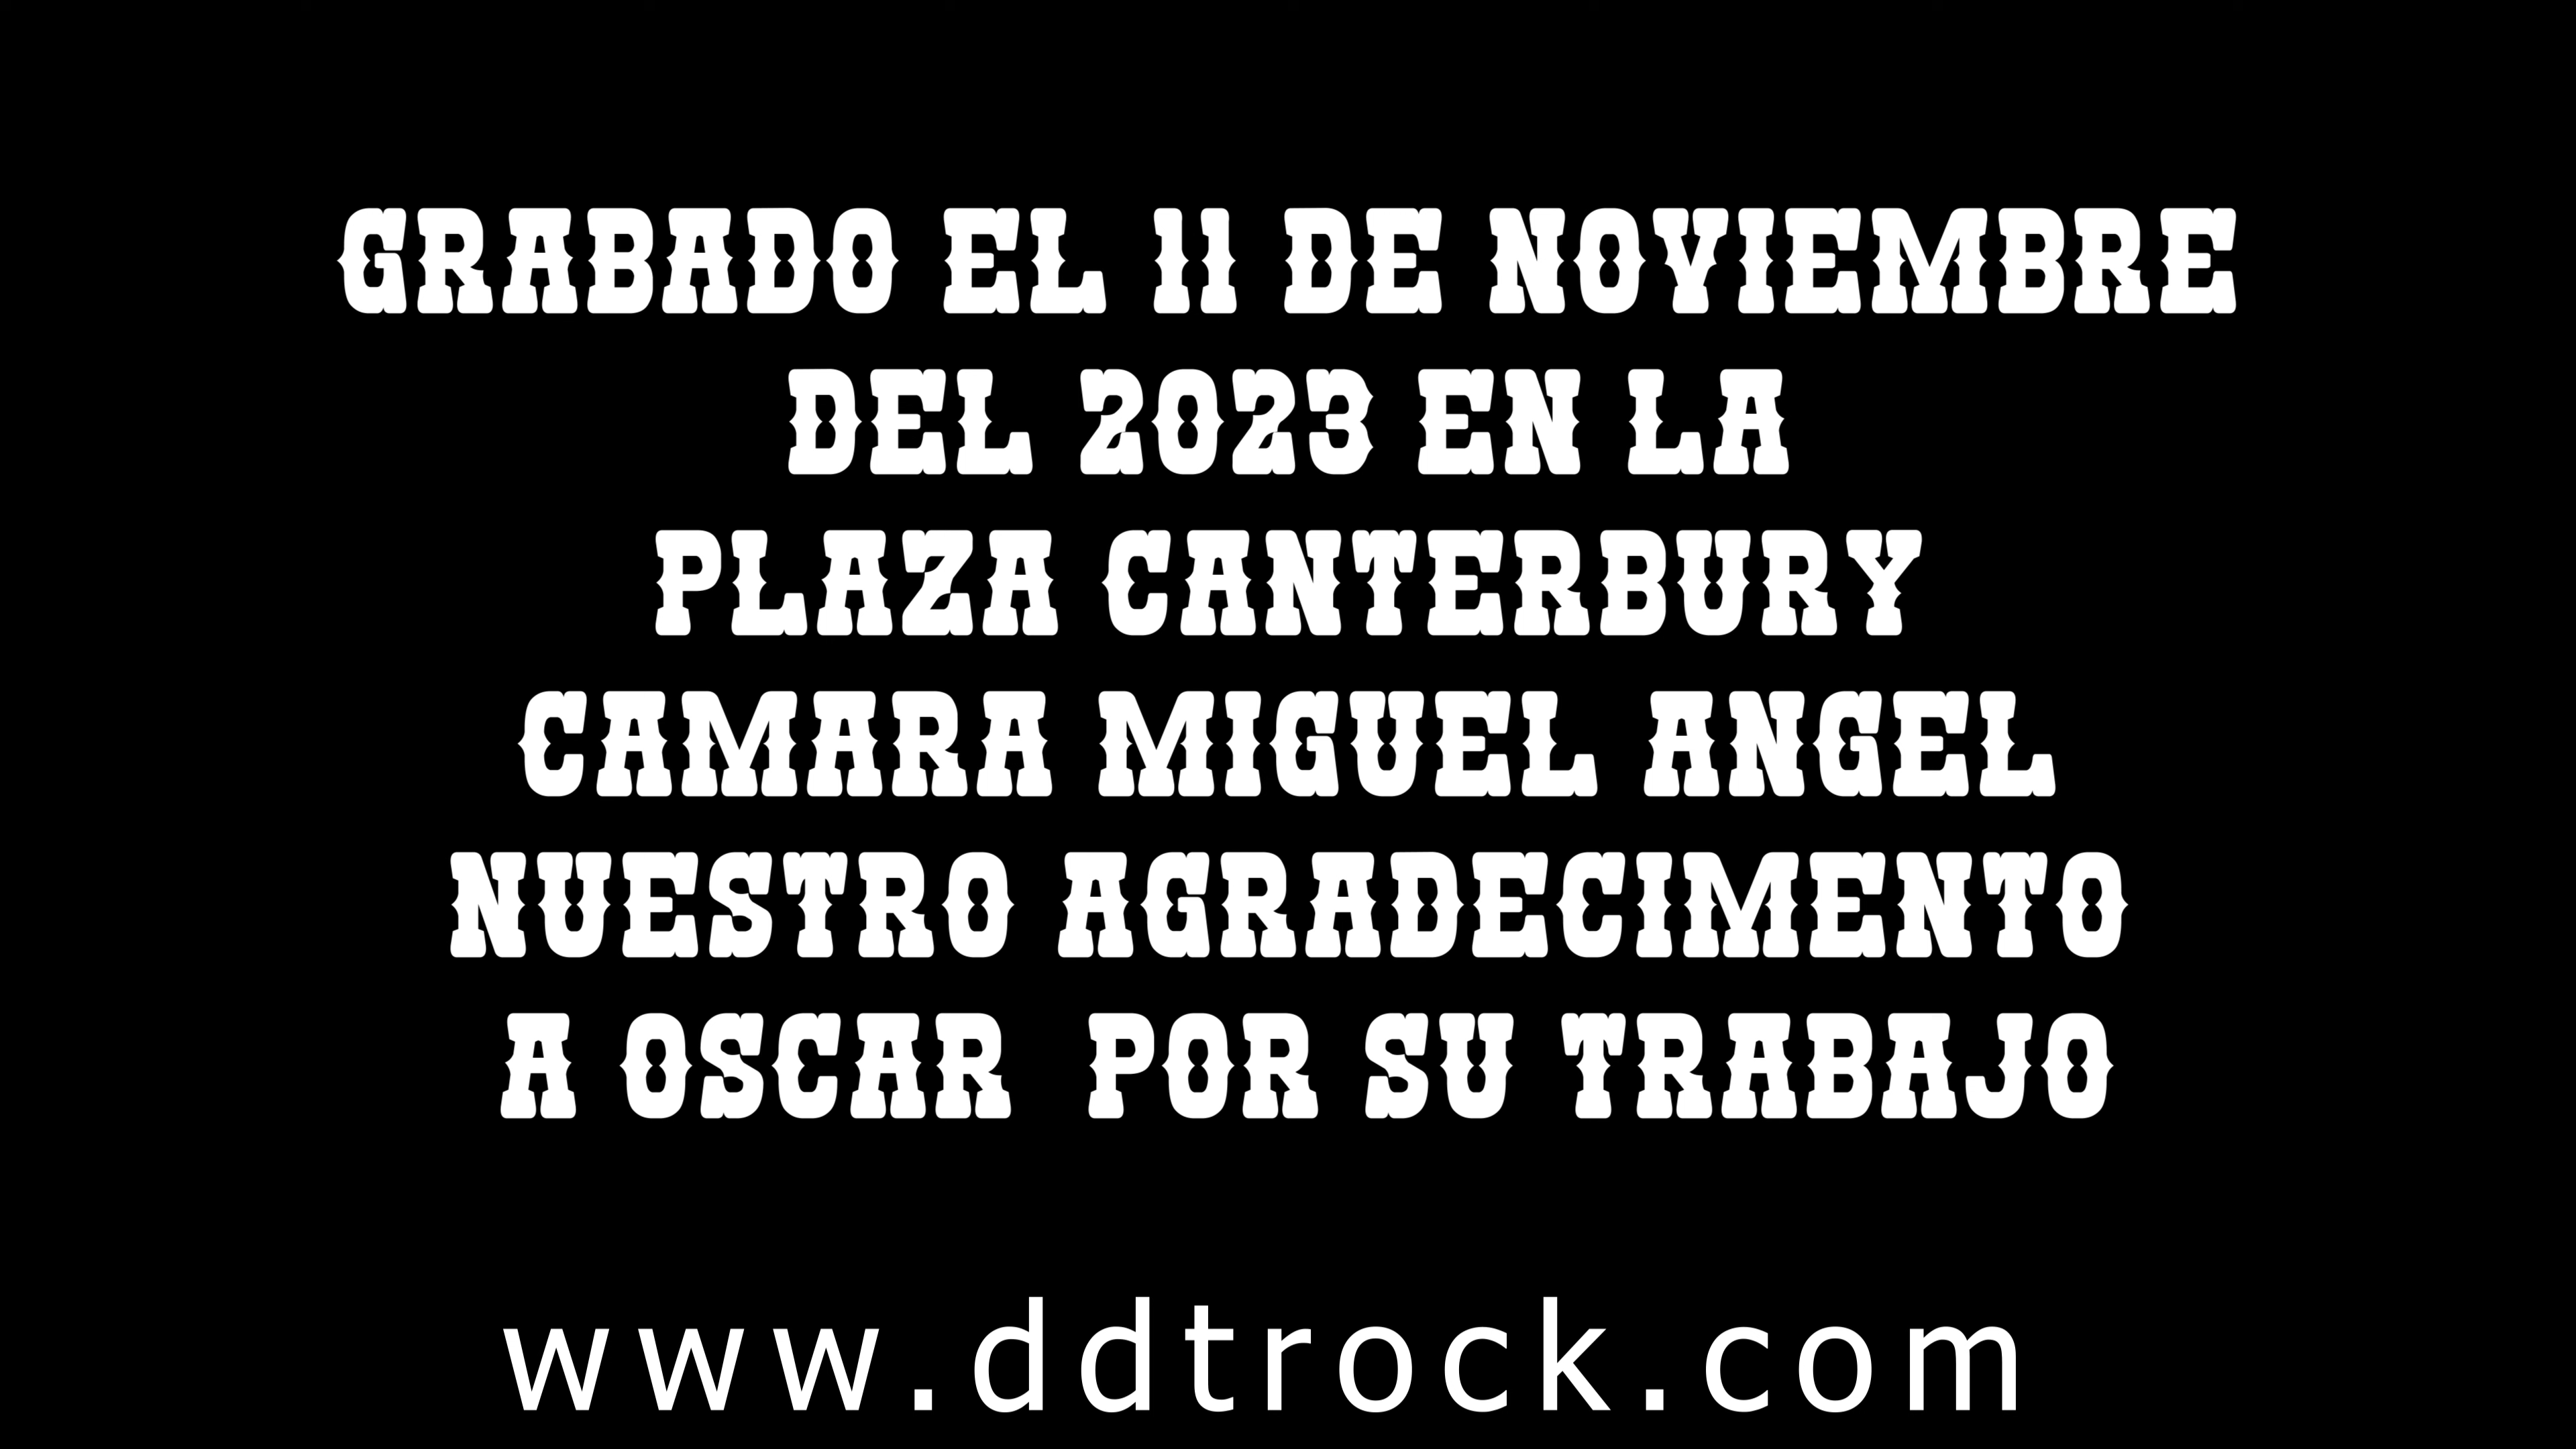 GRABADO EL 11 DE NOVIEMBRE
DEL 2023 EN LA
PLAZA CANTERBURY
CAMARA MIGUEL ANGEL
NUESTRO AGRADECIMENTO
A OSCAR POR SU TRABAJO
www.ddtrock.com